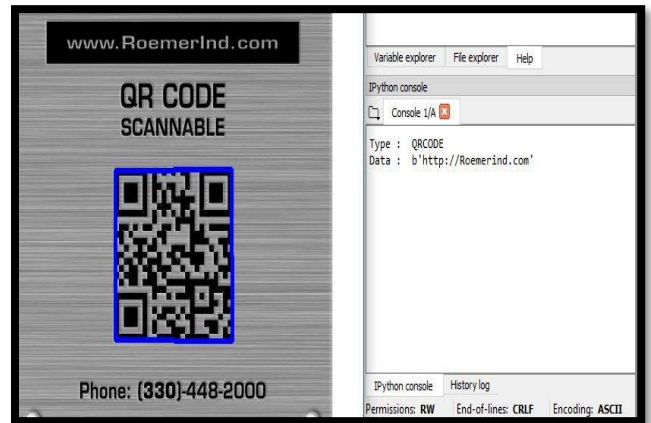 www.RoemerInd.com
QR CODE
SCANNABLE
Phone: (330)-448-2000
Variable explorer File explorer Help
IPython console
Console 1/A
Type : QRCODE
Data : b'http://Roemerind.com'
IPython console History log
Permissions: RW End-of-lines: CRLF Encoding: ASCII